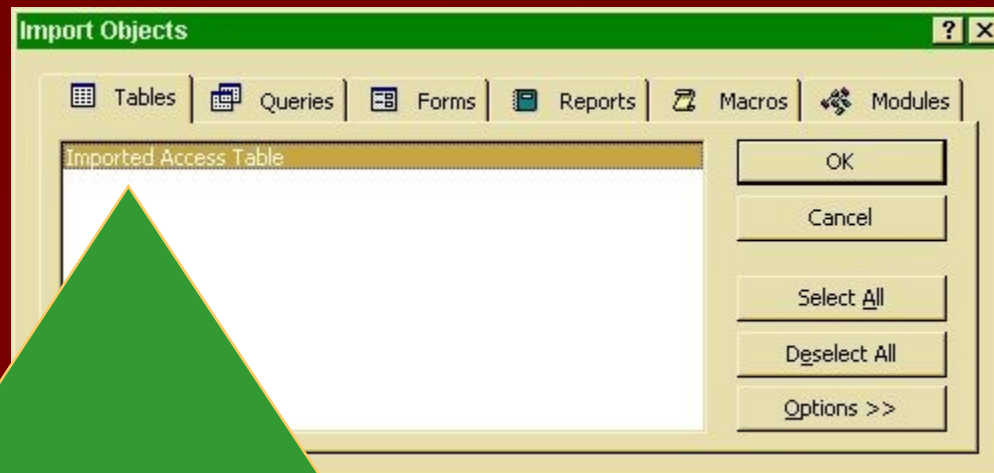 Import Objects
Tables Queries Forms Reports Macros Modules
Imported Access Table
OK
Cancel
Select All
Deselect All
Options >>